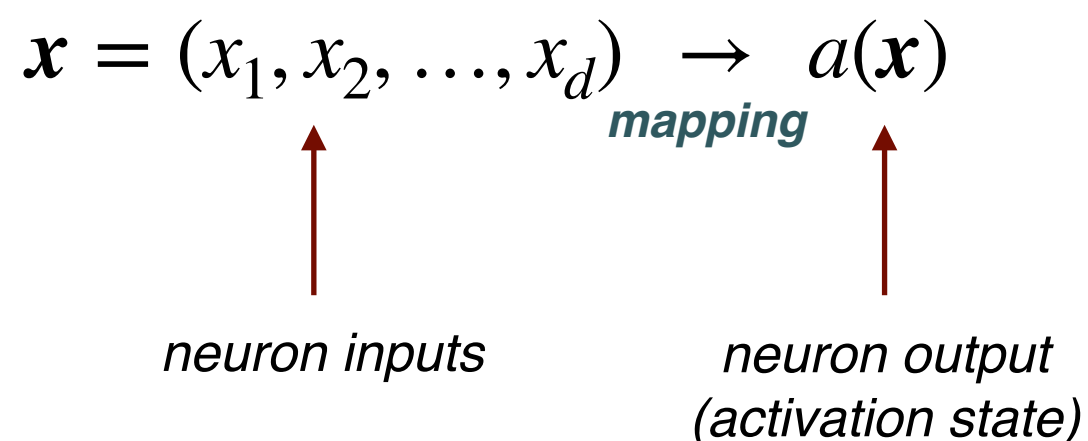 x = (x₁, x₂, …, x_d) → a(x)
mapping
neuron inputs
neuron output
(activation state)